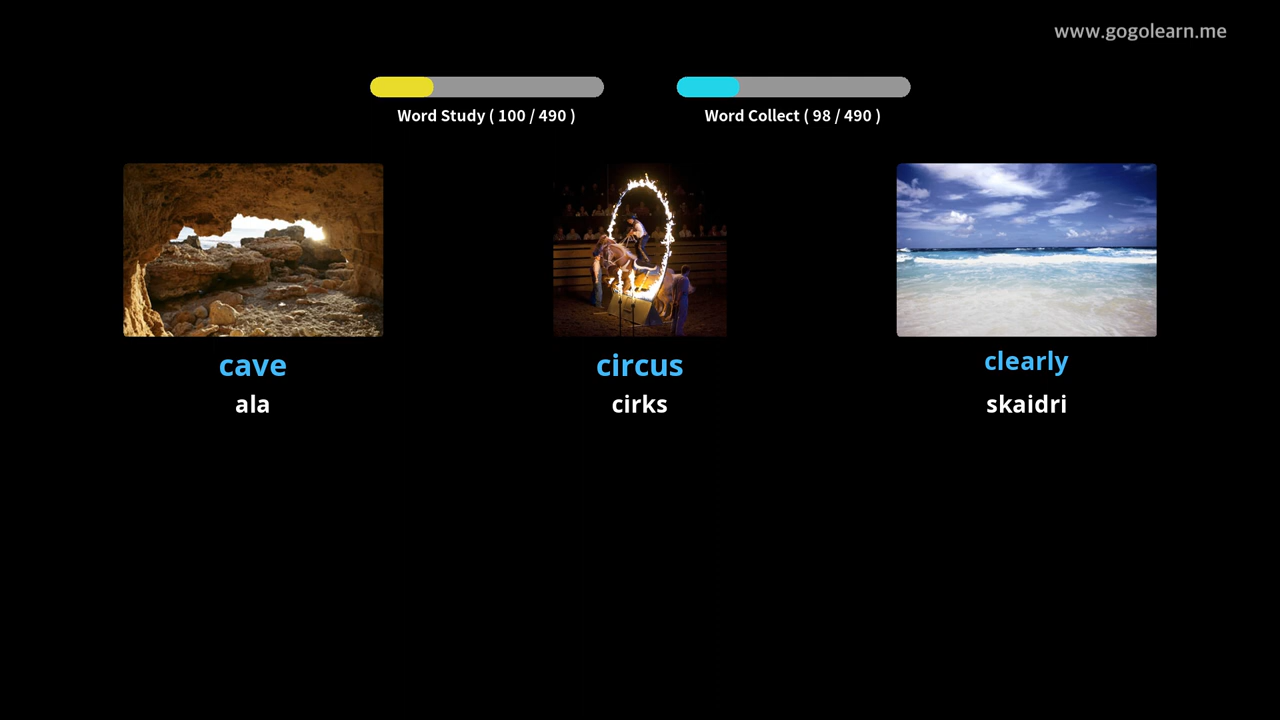 www.gogolearn.me
Word Study ( 100 / 490 )
Word Collect ( 98 / 490 )
cave
circus
clearly
ala
cirks
skaidri